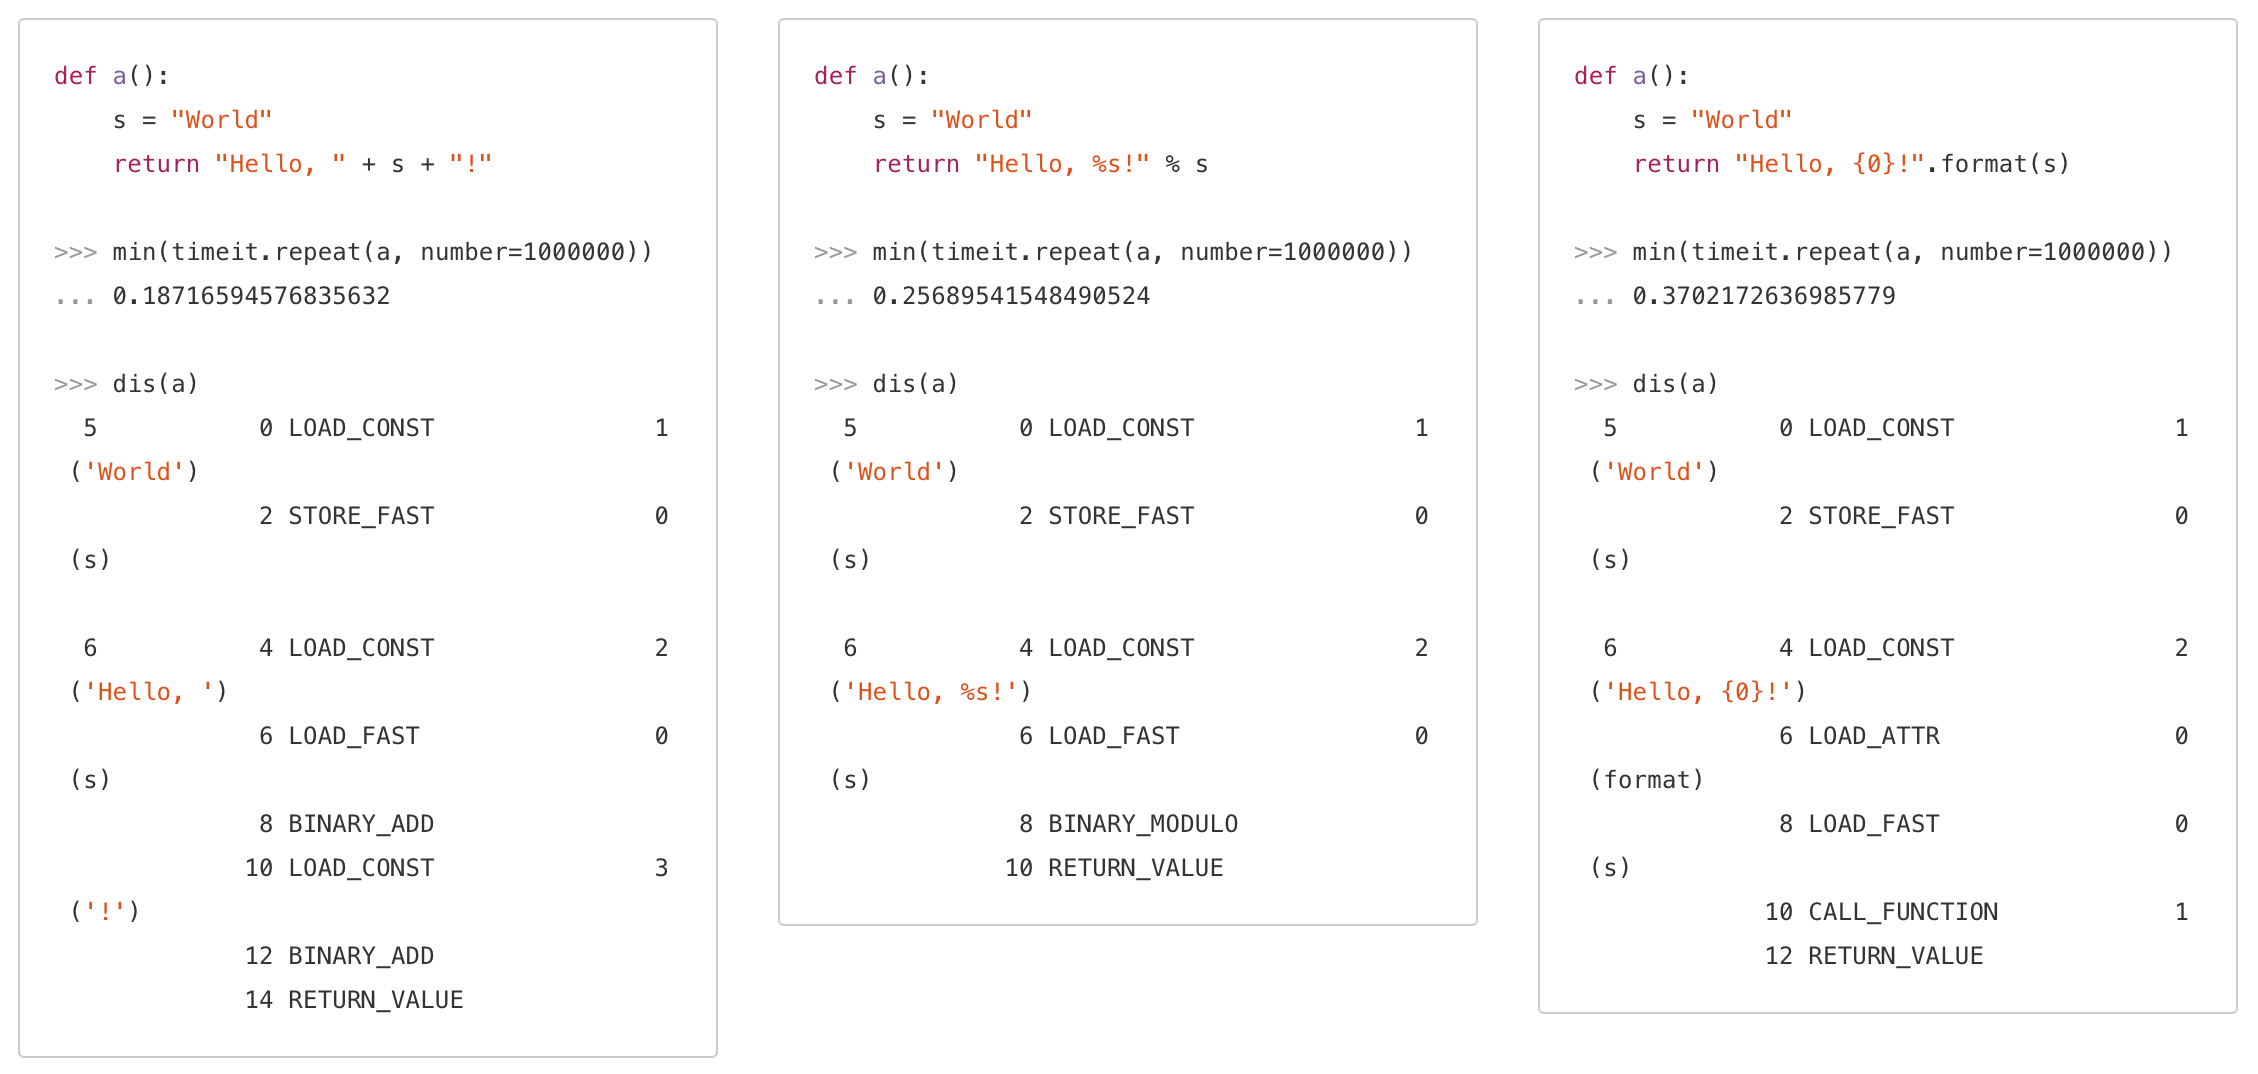 def a():
    s = "World"
    return "Hello, " + s + "!"

>>> min(timeit.repeat(a, number=1000000))
... 0.18716594576835632

>>> dis(a)
  5           0 LOAD_CONST               1
 ('World')
              2 STORE_FAST               0
 (s)

  6           4 LOAD_CONST               2
 ('Hello, ')
              6 LOAD_FAST                0
 (s)
              8 BINARY_ADD
             10 LOAD_CONST               3
 ('!')
             12 BINARY_ADD
             14 RETURN_VALUE

def a():
    s = "World"
    return "Hello, %s!" % s

>>> min(timeit.repeat(a, number=1000000))
... 0.25689541548490524

>>> dis(a)
  5           0 LOAD_CONST               1
 ('World')
              2 STORE_FAST               0
 (s)

  6           4 LOAD_CONST               2
 ('Hello, %s!')
              6 LOAD_FAST                0
 (s)
              8 BINARY_MODULO
             10 RETURN_VALUE

def a():
    s = "World"
    return "Hello, {0}!".format(s)

>>> min(timeit.repeat(a, number=1000000))
... 0.3702172636985779

>>> dis(a)
  5           0 LOAD_CONST               1
 ('World')
              2 STORE_FAST               0
 (s)

  6           4 LOAD_CONST               2
 ('Hello, {0}!')
              6 LOAD_ATTR                0
 (format)
              8 LOAD_FAST                0
 (s)
             10 CALL_FUNCTION            1
             12 RETURN_VALUE